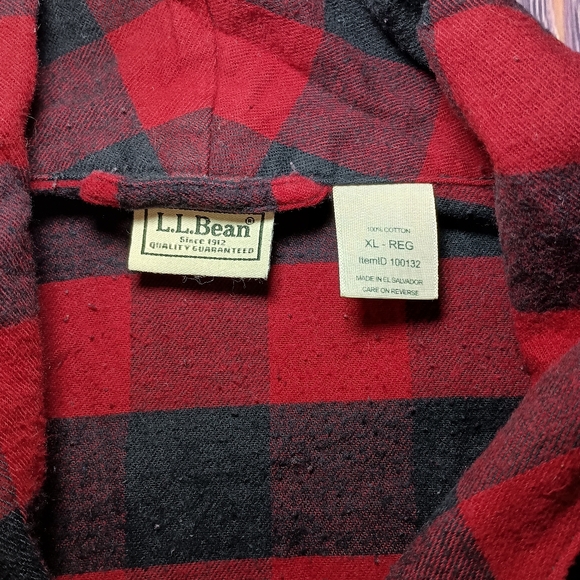 L.L.Bean®
Since 1912
QUALITY GUARANTEED
100% COTTON
XL - REG
ItemID 100132
MADE IN EL SALVADOR
CARE ON REVERSE